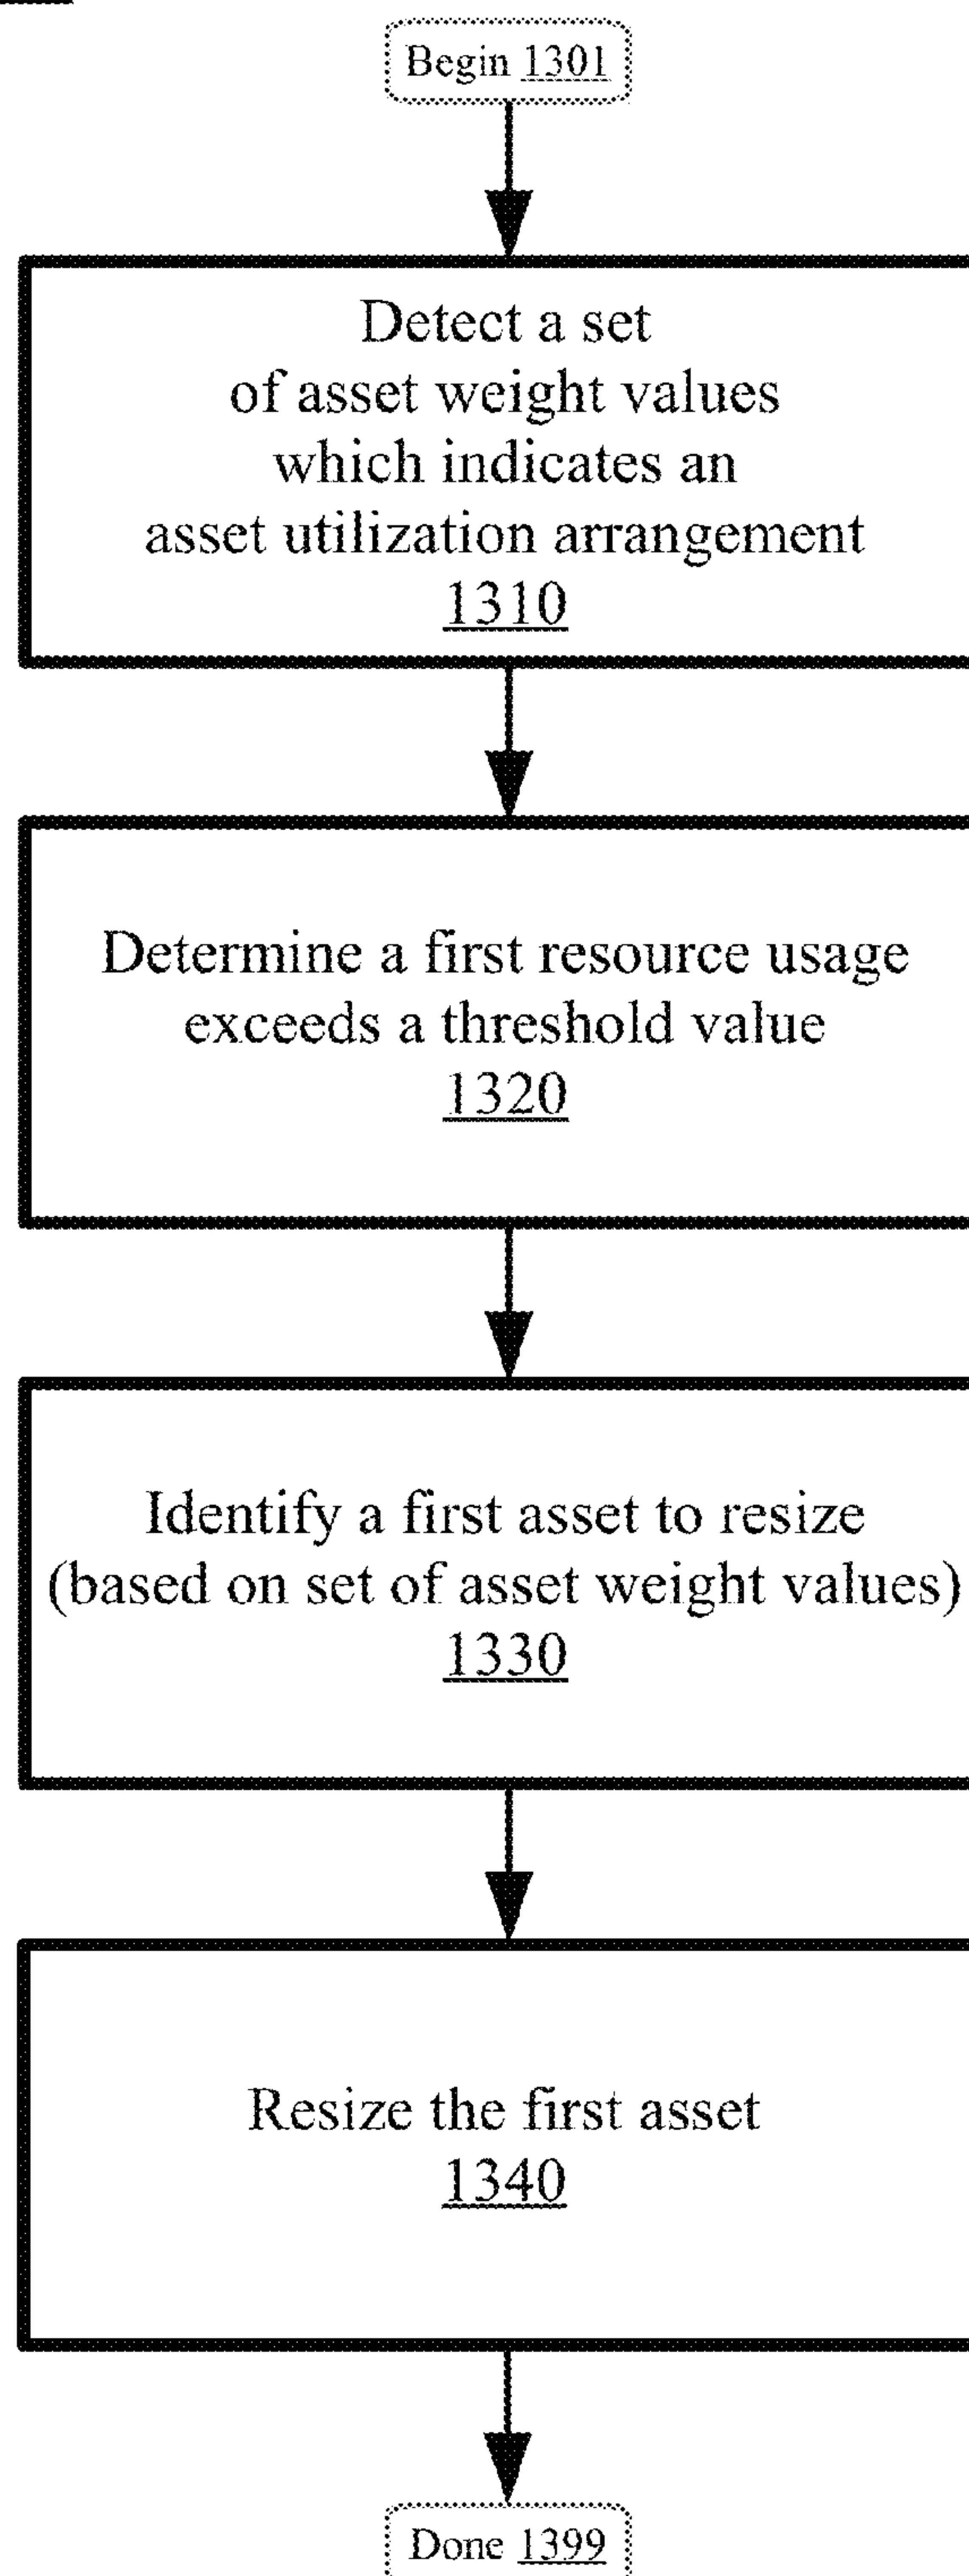 Begin 1301
Detect a set
of asset weight values
which indicates an
asset utilization arrangement
1310
Determine a first resource usage
exceeds a threshold value
1320
Identify a first asset to resize
(based on set of asset weight values)
1330
Resize the first asset
1340
Done 1399